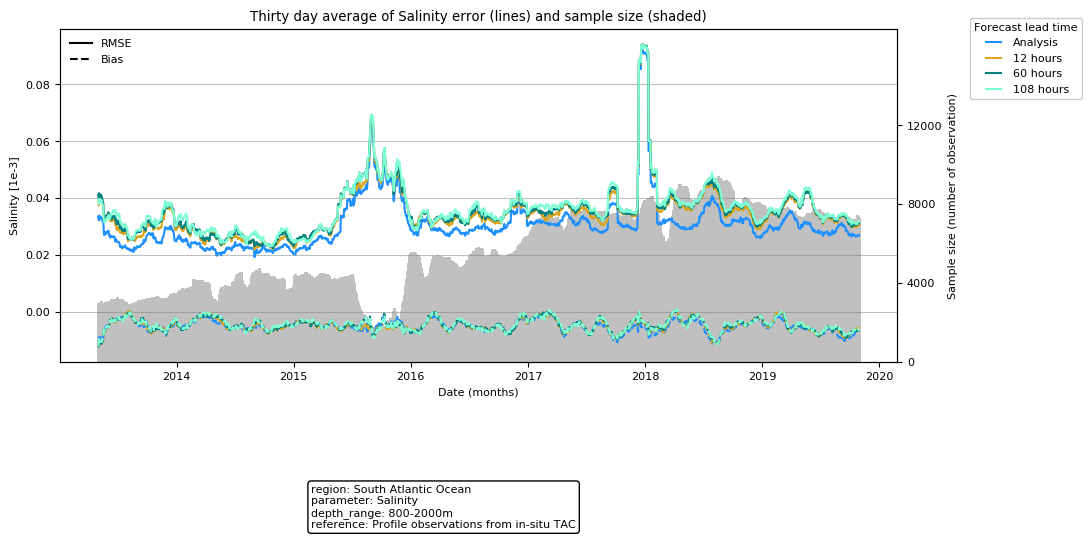 Thirty day average of Salinity error (lines) and sample size (shaded)
Forecast lead time
Analysis
12 hours
60 hours
108 hours
RMSE
Bias
Salinity [1e-3]
0.08
0.06
0.04
0.02
0.00
12000
8000
4000
0
Sample size (number of observation)
2014 2015 2016 2017 2018 2019 2020
Date (months)
region: South Atlantic Ocean
parameter: Salinity
depth_range: 800-2000m
reference: Profile observations from in-situ TAC